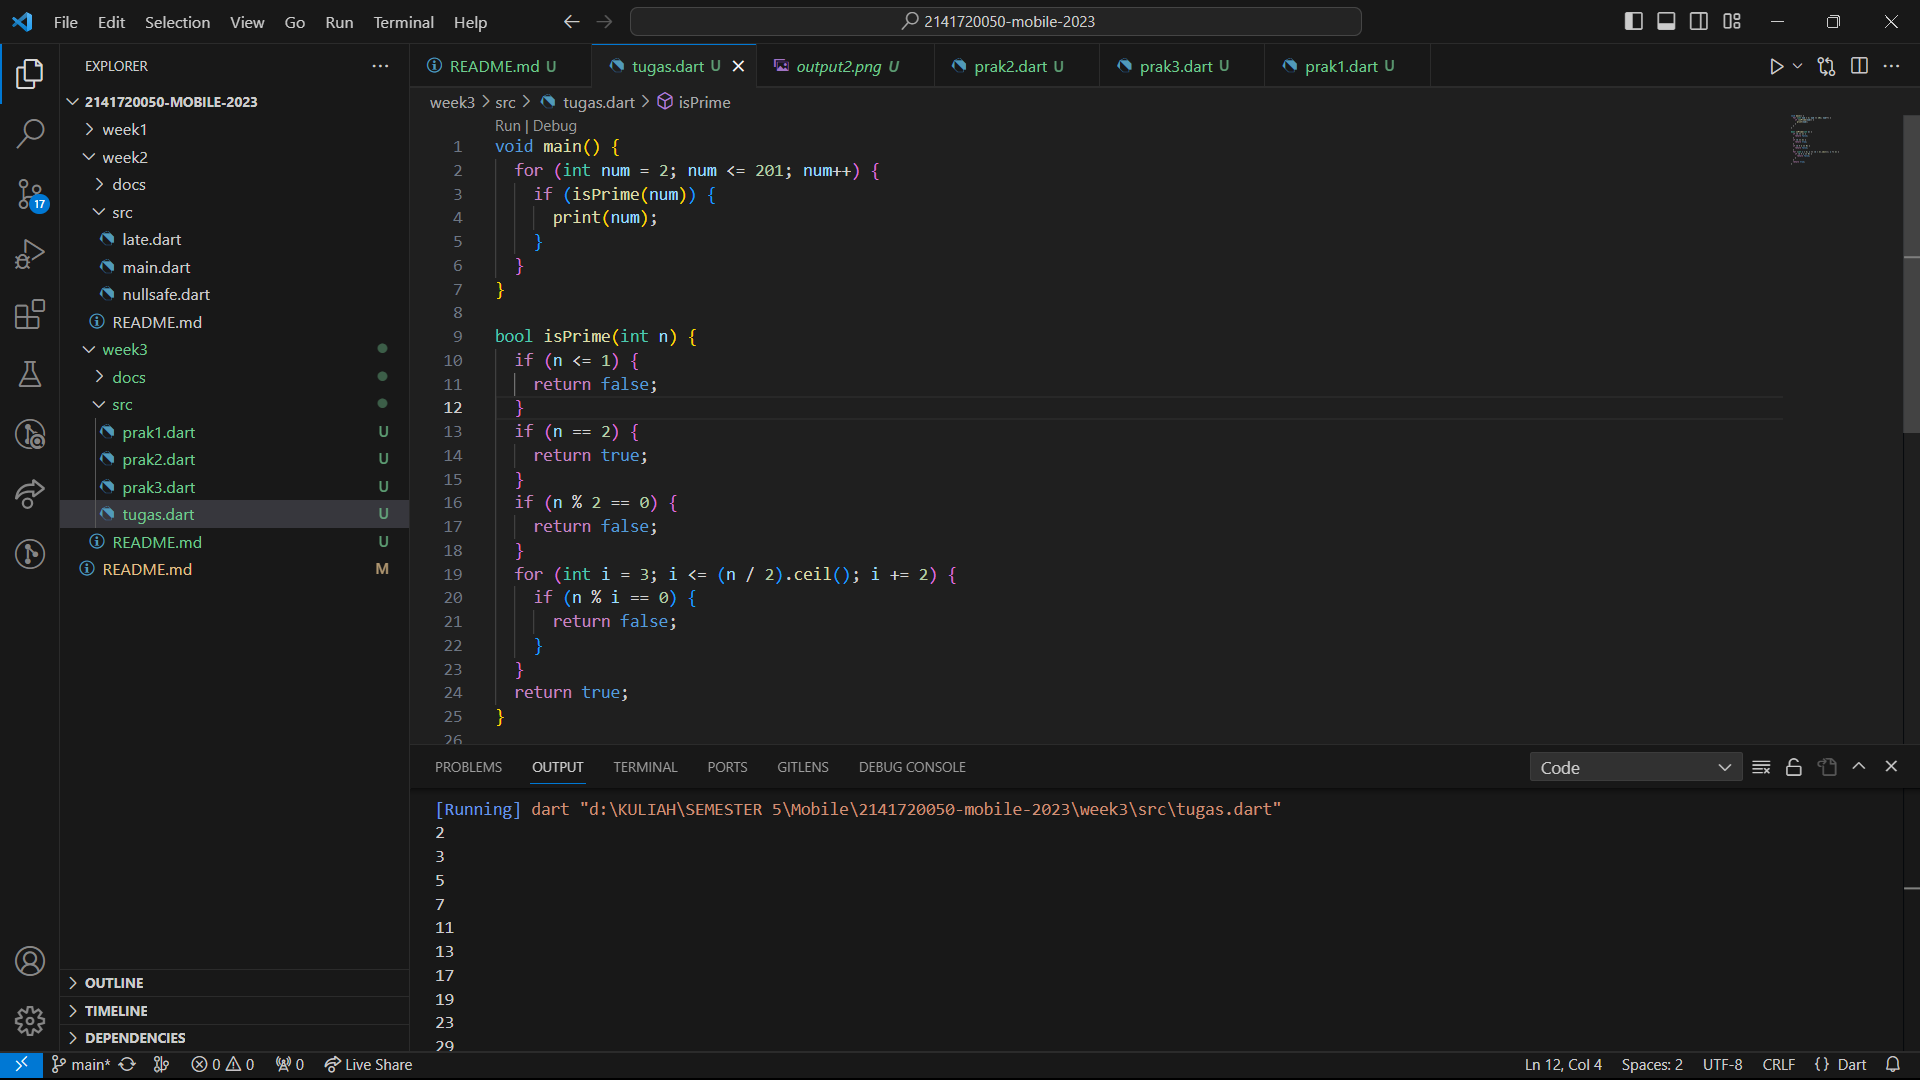 File Edit Selection View Go Run Terminal Help 2141720050-mobile-2023
EXPLORER
2141720050-MOBILE-2023
week1
week2
docs
src
late.dart
main.dart
nullsafe.dart
README.md
week3
docs
src
prak1.dart U
prak2.dart U
prak3.dart U
tugas.dart U
README.md U
README.md M
17
OUTLINE
TIMELINE
DEPENDENCIES
README.md U tugas.dart U output2.png U prak2.dart U prak3.dart U prak1.dart U
week3 > src > tugas.dart > isPrime
Run | Debug
1 void main() {
2 for (int num = 2; num <= 201; num++) {
3 if (isPrime(num)) {
4 print(num);
5 }
6 }
7 }
8
9 bool isPrime(int n) {
10 if (n <= 1) {
11 return false;
12 }
13 if (n == 2) {
14 return true;
15 }
16 if (n % 2 == 0) {
17 return false;
18 }
19 for (int i = 3; i <= (n / 2).ceil(); i += 2) {
20 if (n % i == 0) {
21 return false;
22 }
23 }
24 return true;
25 }
26
PROBLEMS OUTPUT TERMINAL PORTS GITLENS DEBUG CONSOLE Code
[Running] dart "d:\KULIAH\SEMESTER 5\Mobile\2141720050-mobile-2023\week3\src\tugas.dart"
2
3
5
7
11
13
17
19
23
29
main* 0 0 0 Live Share Ln 12, Col 4 Spaces: 2 UTF-8 CRLF {} Dart